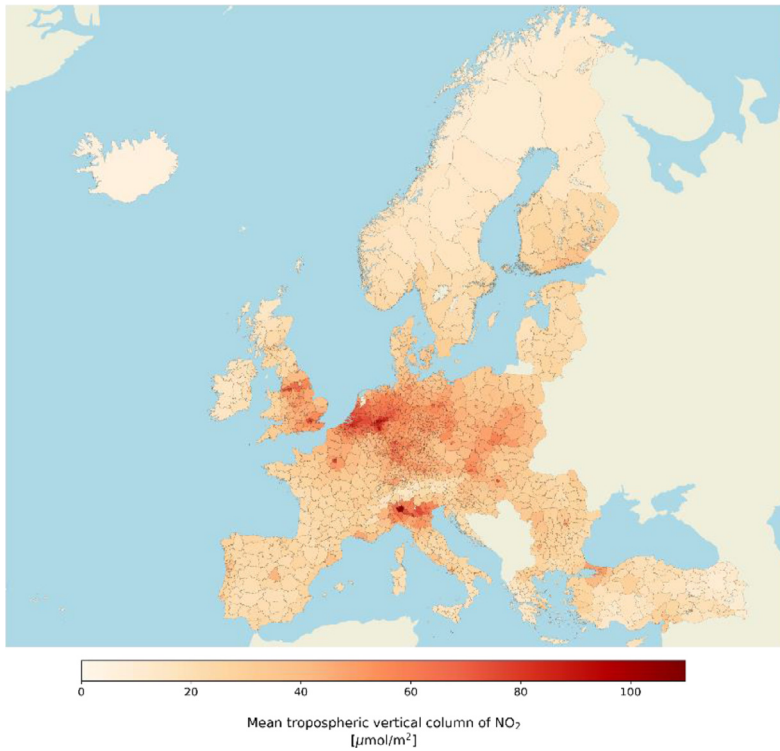 0 20 40 60 80 100
Mean tropospheric vertical column of NO₂
[μmol/m²]